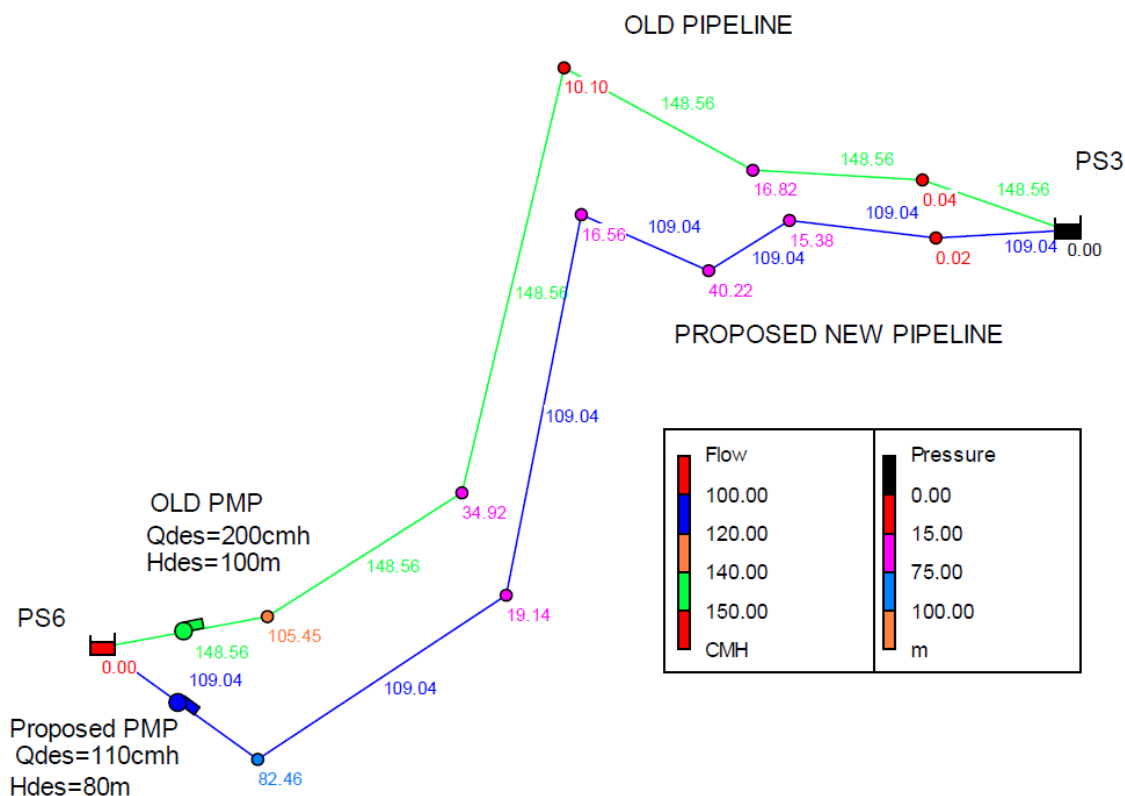 OLD PIPELINE
10.10
148.56
148.56
PS3
16.82
0.04
148.56
109.04
109.04
16.56
15.38
109.04
0.02
109.04
0.00
40.22
148.56
PROPOSED NEW PIPELINE
109.04
Flow
100.00
120.00
140.00
150.00
CMH
Pressure
0.00
15.00
75.00
100.00
m
OLD PMP
Qdes=200cmh
Hdes=100m
34.92
148.56
PS6
105.45
19.14
148.56
0.00
109.04
109.04
Proposed PMP
Qdes=110cmh
Hdes=80m
82.46